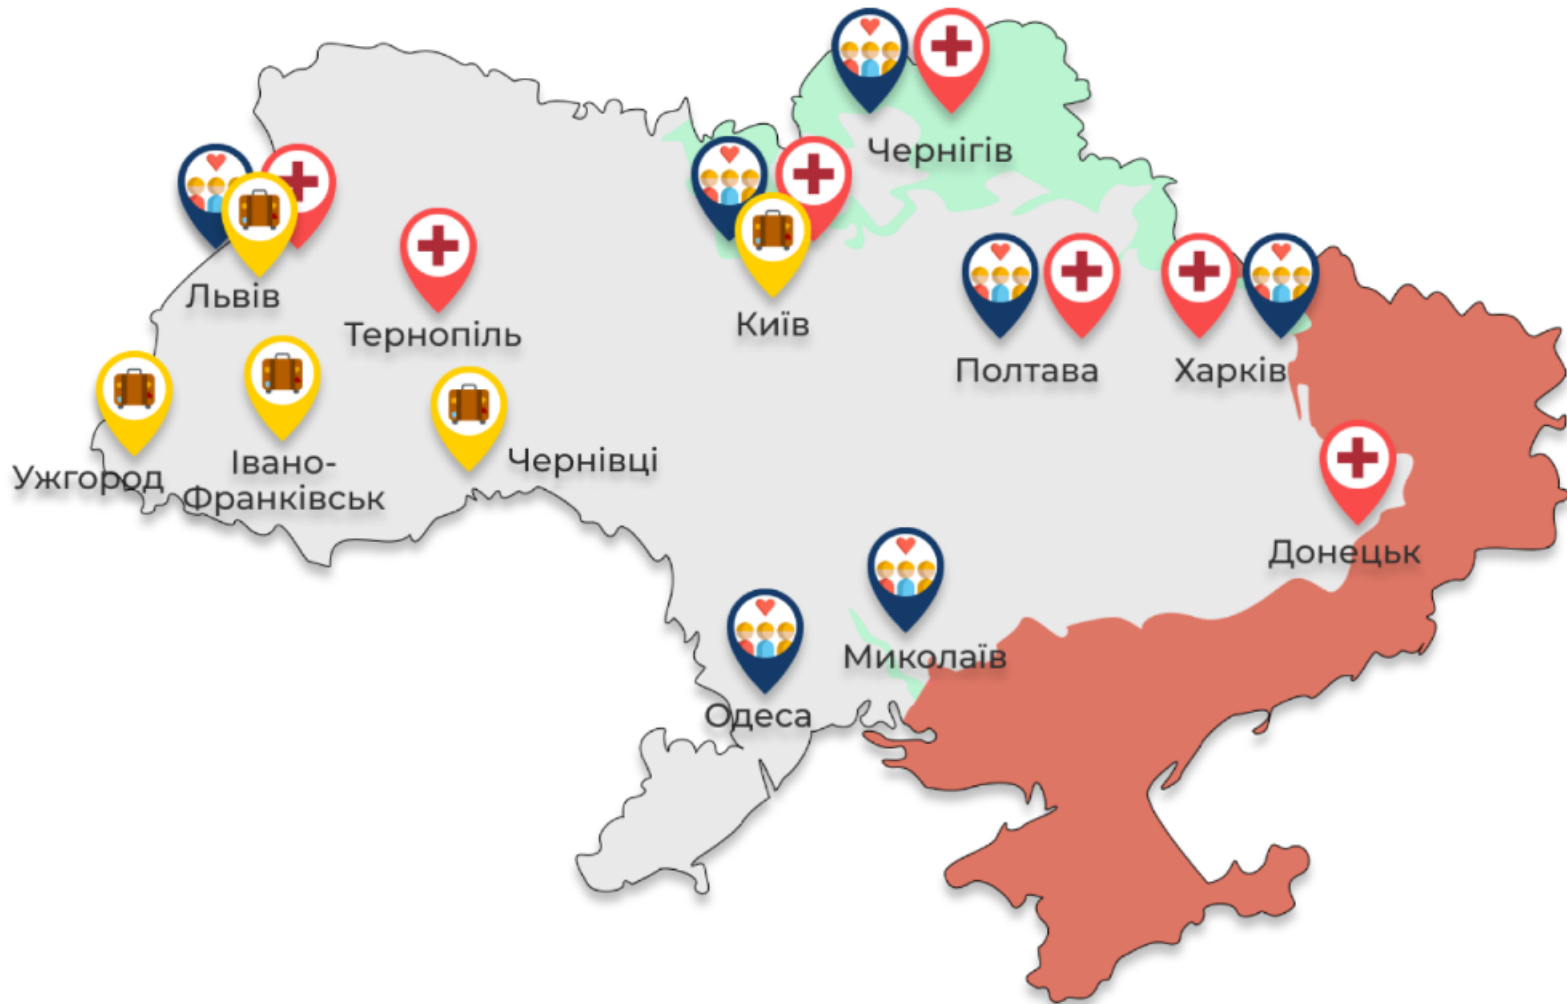 Чернігів
Львів
Тернопіль
Київ
Полтава
Харків
Ужгород
Івано-
Франківськ
Чернівці
Донецьк
Миколаїв
Одеса